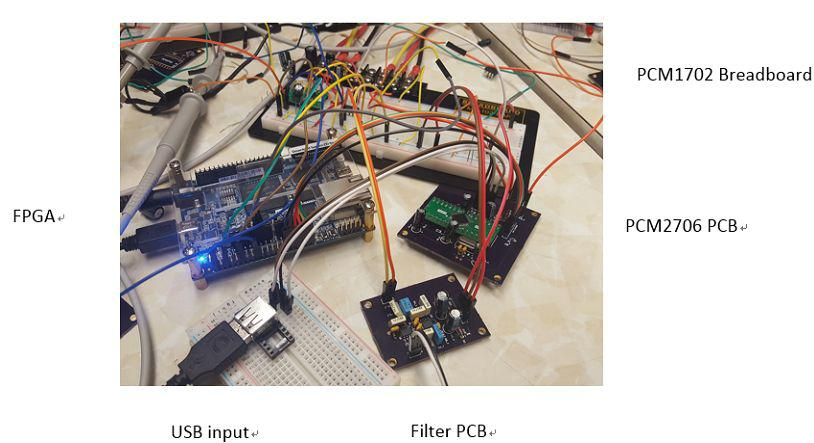 PCM1702 Breadboard
FPGA
PCM2706 PCB
USB input
Filter PCB